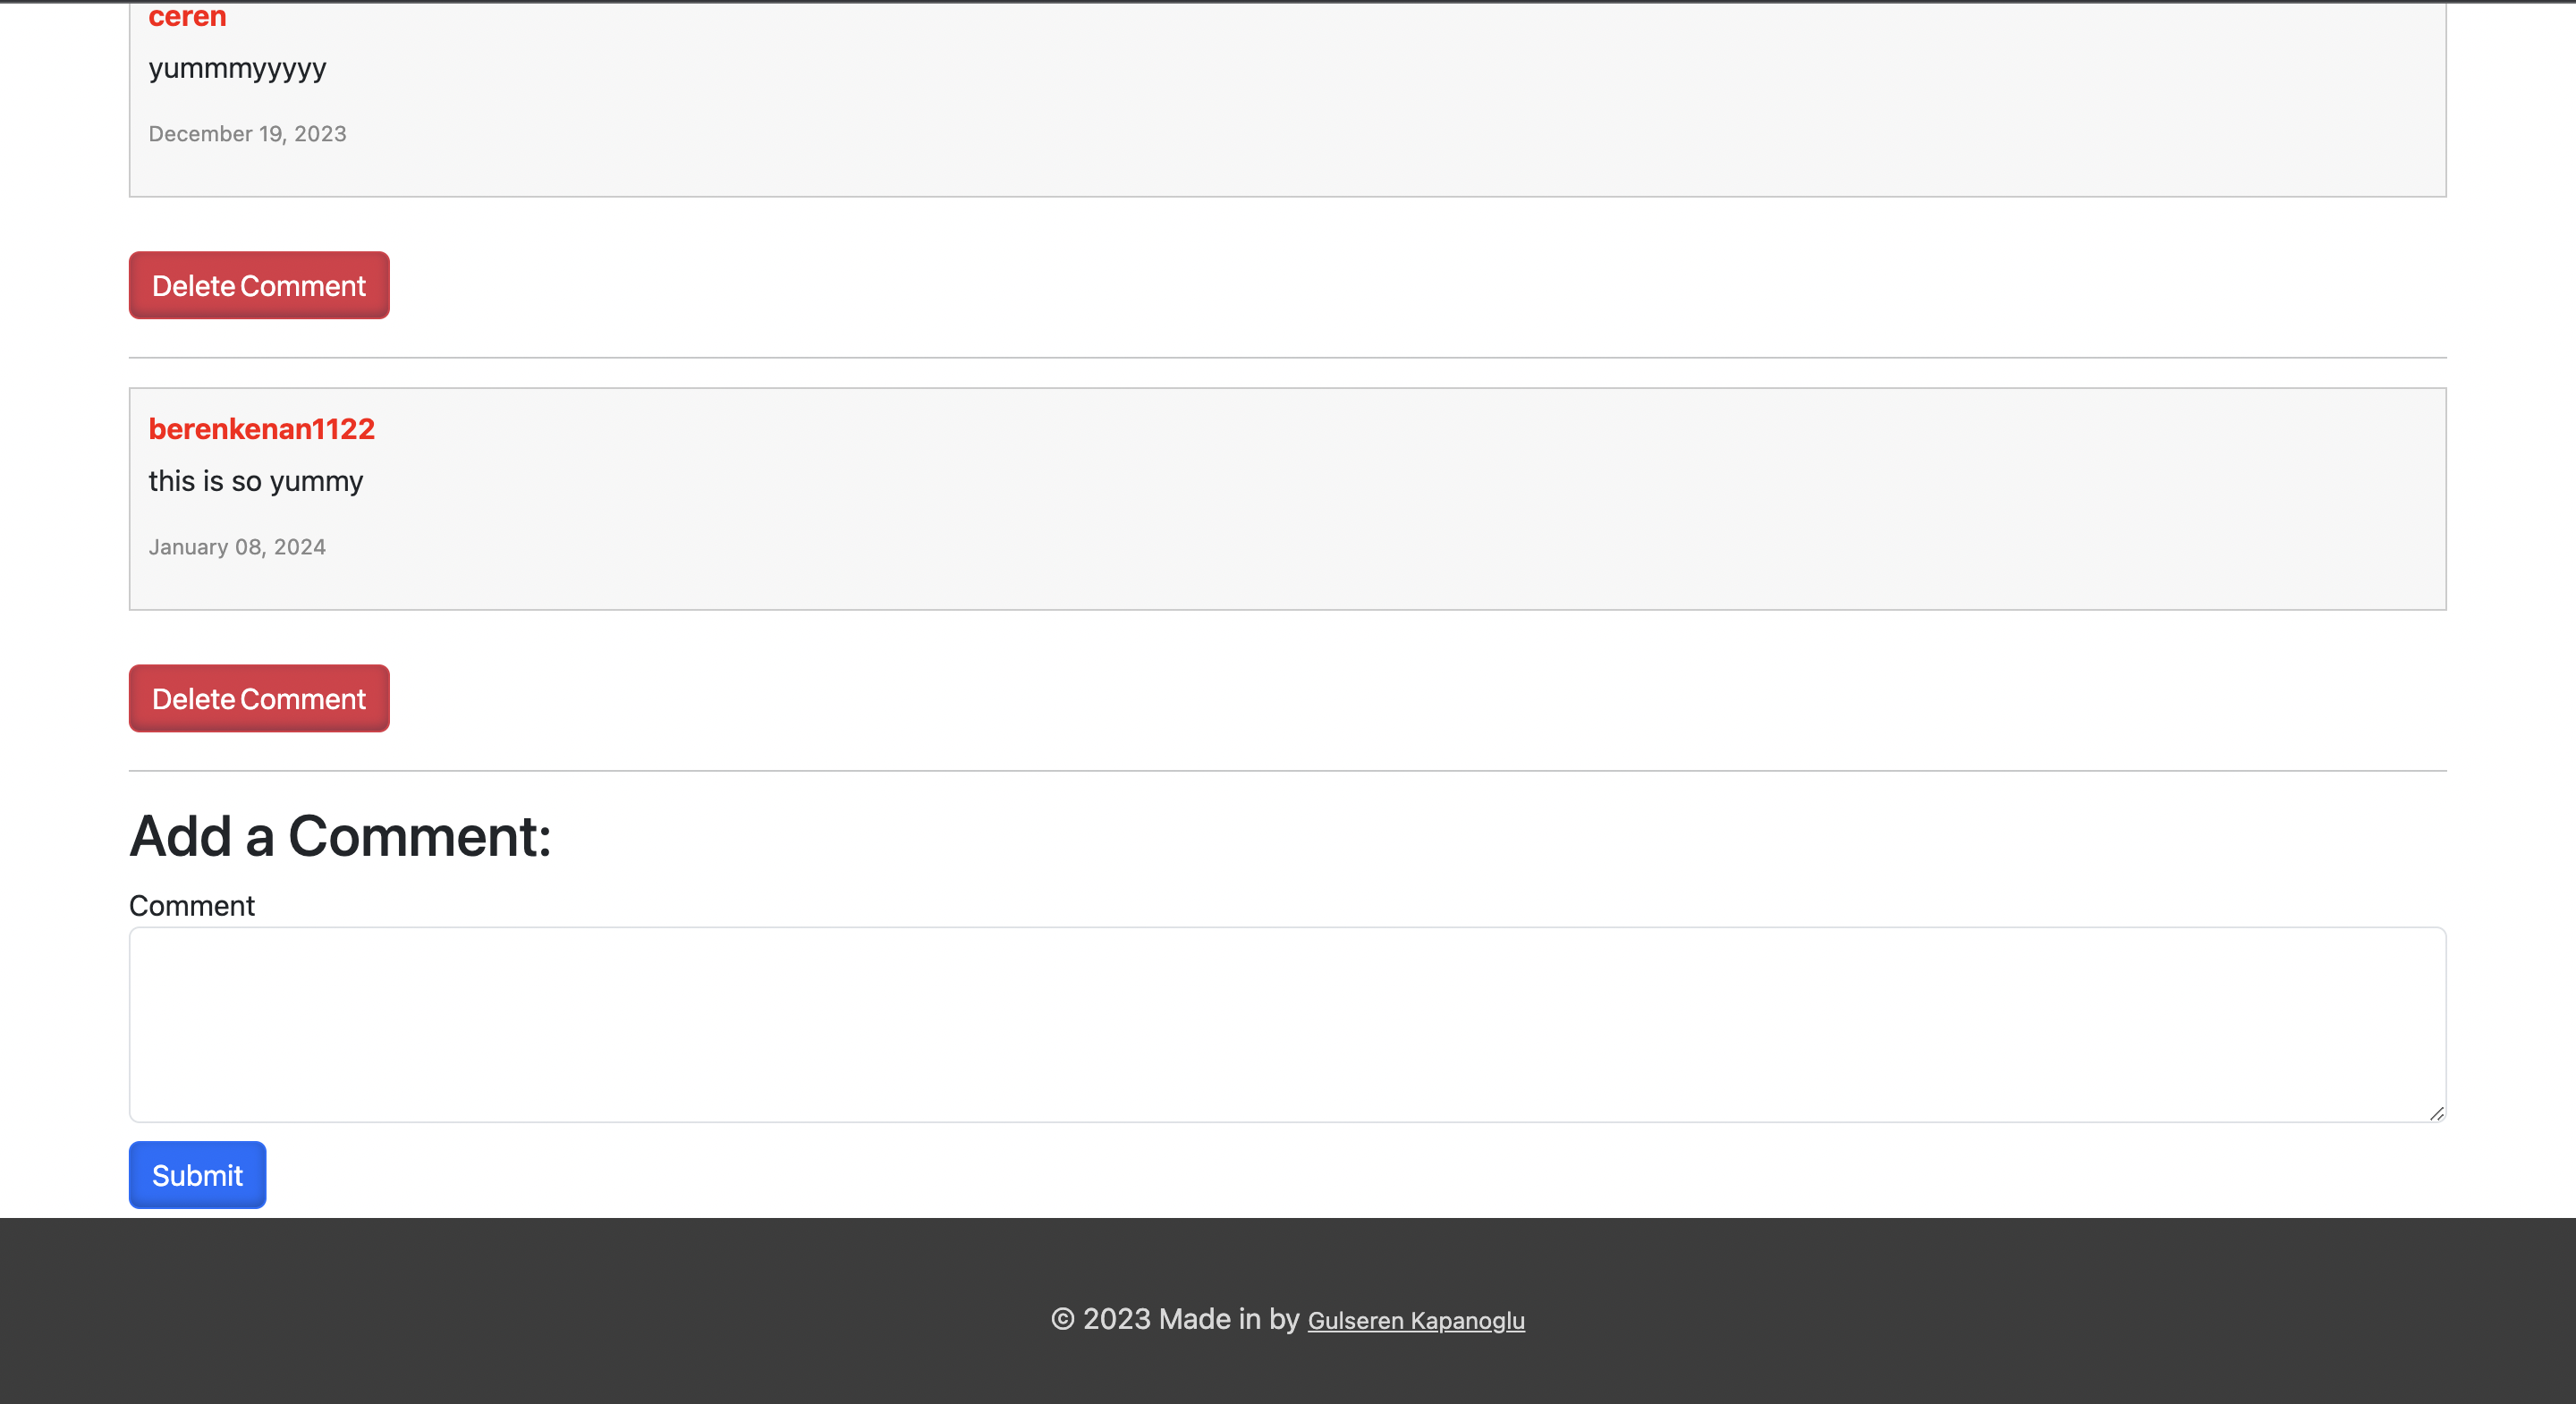 ceren
yummmyyyyy
December 19, 2023
Delete Comment
berenkenan1122
this is so yummy
January 08, 2024
Delete Comment
Add a Comment:
Comment
Submit
© 2023 Made in by Gulseren Kapanoglu